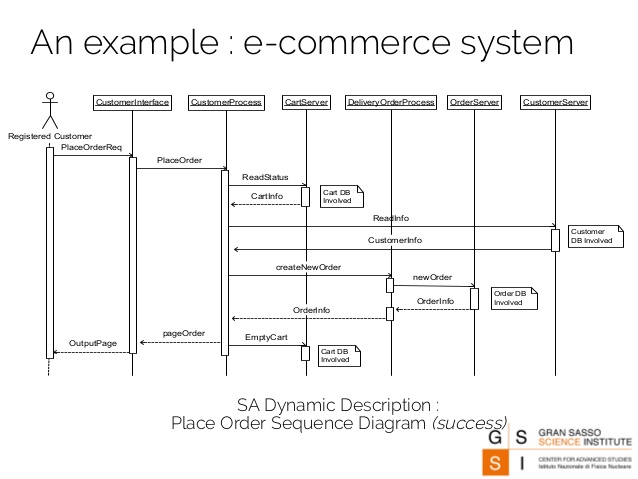 An example : e-commerce system
CustomerInterface CustomerProcess CartServer DeliveryOrderProcess OrderServer CustomerServer
Registered Customer
PlaceOrderReq
PlaceOrder
ReadStatus
CartInfo
Cart DB
Involved
ReadInfo
Customer
DB Involved
CustomerInfo
createNewOrder
newOrder
Order DB
Involved
OrderInfo
OrderInfo
pageOrder
EmptyCart
OutputPage
Cart DB
Involved
SA Dynamic Description :
Place Order Sequence Diagram (success)
G S
S I
GRAN SASSO
SCIENCE INSTITUTE
CENTER FOR ADVANCED STUDIES
Istituto Nazionale di Fisica Nucleare